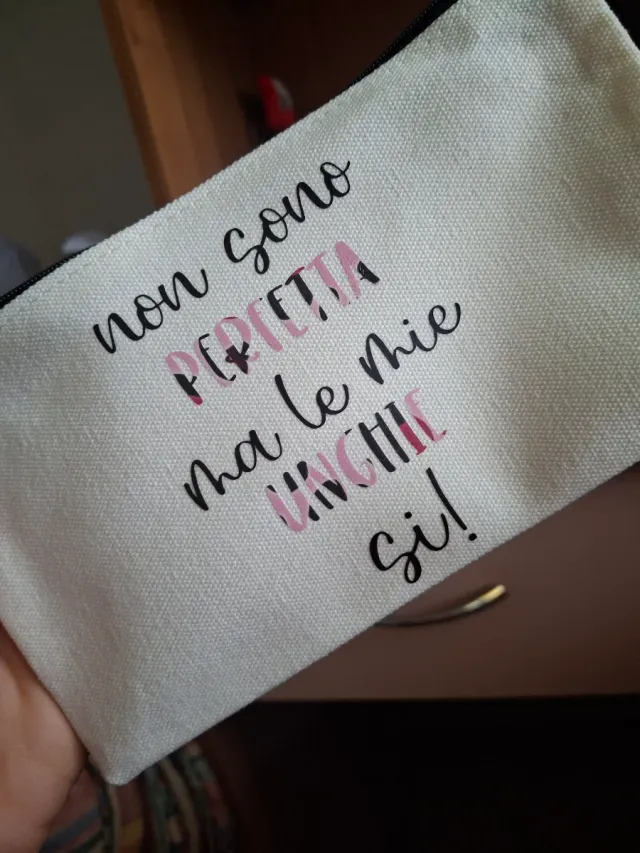 non sono
PERFETTA
ma le mie
UNGHIE
si!